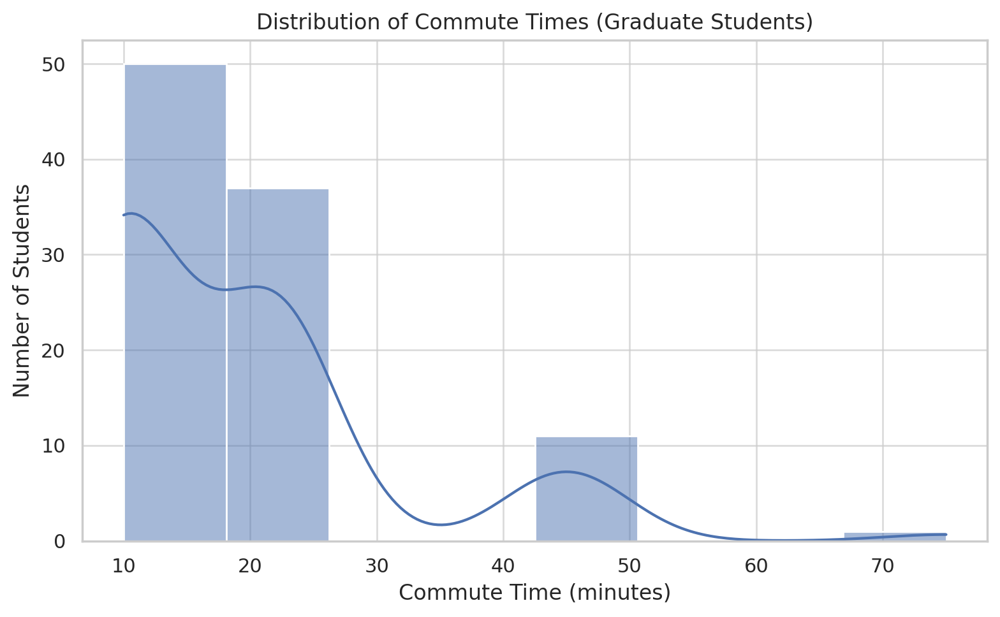 Distribution of Commute Times (Graduate Students)
Number of Students
50
40
30
20
10
0
10 20 30 40 50 60 70
Commute Time (minutes)